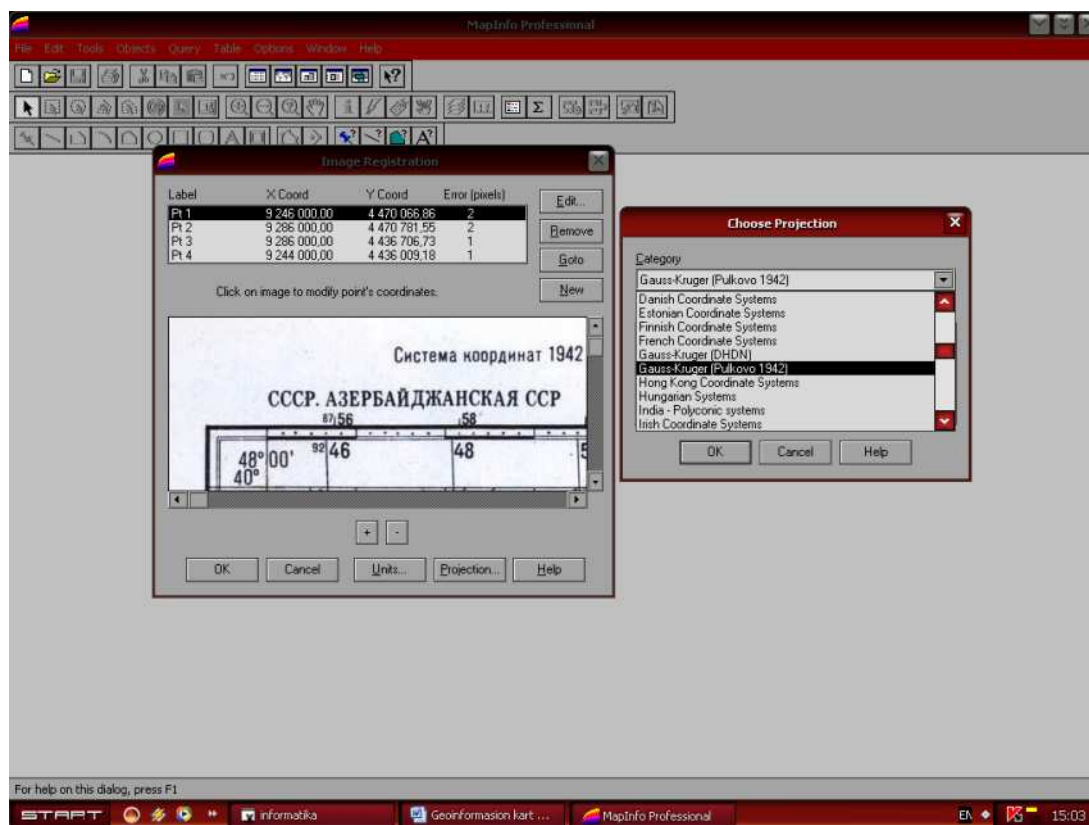 MapInfo Professional
File Edit Tools Objects Query Table Options Window Help
Image Registration
Label X Coord Y Coord Error (pixels)
Pt 1 9 246 000,00 4 470 066,86 2
Pt 2 9 286 000,00 4 470 781,55 2
Pt 3 9 286 000,00 4 436 706,73 1
Pt 4 9 244 000,00 4 436 009,18 1
Edit...
Remove
Goto
New
Click on image to modify point's coordinates.
Система координат 1942
СССР. АЗЕРБАЙДЖАНСКАЯ ССР
87 56 58
48° 00' 92 46 48 5
40°
+ -
OK Cancel Units... Projection... Help
Choose Projection
Category
Gauss-Kruger (Pulkovo 1942)
Danish Coordinate Systems
Estonian Coordinate Systems
Finnish Coordinate Systems
French Coordinate Systems
Gauss-Kruger (DHDN)
Gauss-Kruger (Pulkovo 1942)
Hong Kong Coordinate Systems
Hungarian Systems
India - Polyconic systems
Irish Coordinate Systems
OK Cancel Help
For help on this dialog, press F1
START informatika Geoinformasion kart ... MapInfo Professional EN 15:03